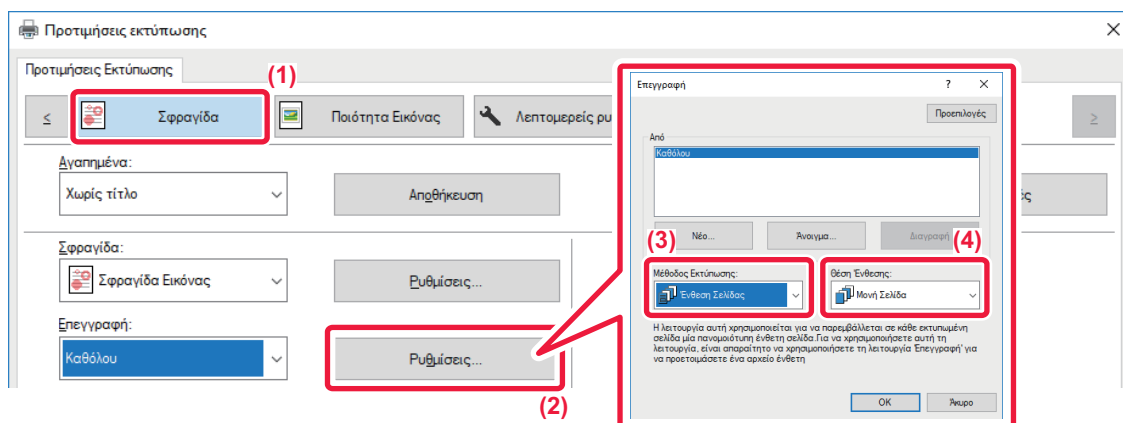 Προτιμήσεις εκτύπωσης
Προτιμήσεις Εκτύπωσης
(1)
<
Σφραγίδα
Ποιότητα Εικόνας
Λεπτομερείς ρυ
>
Αγαπημένα:
Χωρίς τίτλο
Αποθήκευση
ές
Σφραγίδα:
Σφραγίδα Εικόνας
Ρυθμίσεις...
Επεγγραφή:
Καθόλου
Ρυθμίσεις...
(2)
Επεγγραφή
?
Προεπιλογές
Από
Καθόλου
Νέο...
Άνοιγμα...
Διαγραφή
(3)
(4)
Μέθοδος Εκτύπωσης:
Ένθεση Σελίδας
Θέση Ένθεσης:
Μονή Σελίδα
Η λειτουργία αυτή χρησιμοποιείται για να παρεμβάλλεται σε κάθε εκτυπωμένη
σελίδα μία πανομοιότυπη ένθετη σελίδα.Για να χρησιμοποιήσετε αυτή τη
λειτουργία, είναι απαραίτητο να χρησιμοποιήσετε τη λειτουργία 'Επεγγραφή' για
να προετοιμάσετε ένα αρχείο ένθετη
OK
Άκυρο